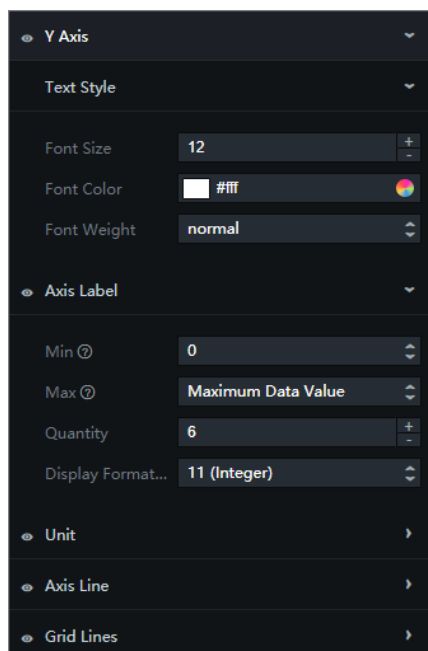 Y Axis
Text Style
Font Size 12 + -
Font Color #fff
Font Weight normal
Axis Label
Min ? 0
Max ? Maximum Data Value
Quantity 6 + -
Display Format... 11 (Integer)
Unit
Axis Line
Grid Lines